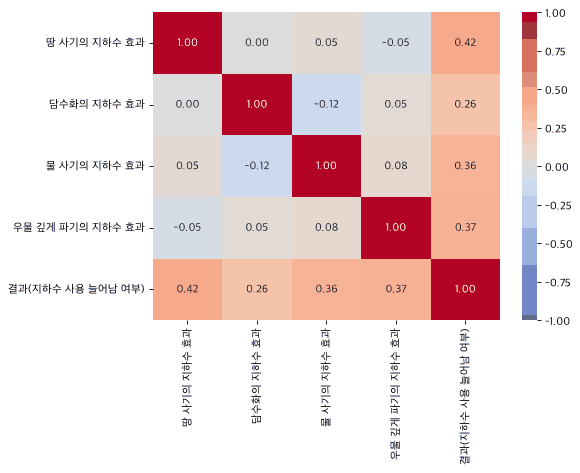 땅 사기의 지하수 효과
담수화의 지하수 효과
물 사기의 지하수 효과
우물 깊게 파기의 지하수 효과
결과(지하수 사용 늘어남 여부)
1.00 0.00 0.05 -0.05 0.42
0.00 1.00 -0.12 0.05 0.26
0.05 -0.12 1.00 0.08 0.36
-0.05 0.05 0.08 1.00 0.37
0.42 0.26 0.36 0.37 1.00
땅 사기의 지하수 효과
담수화의 지하수 효과
물 사기의 지하수 효과
우물 깊게 파기의 지하수 효과
결과(지하수 사용 늘어남 여부)
1.00
0.75
0.50
0.25
0.00
-0.25
-0.50
-0.75
-1.00